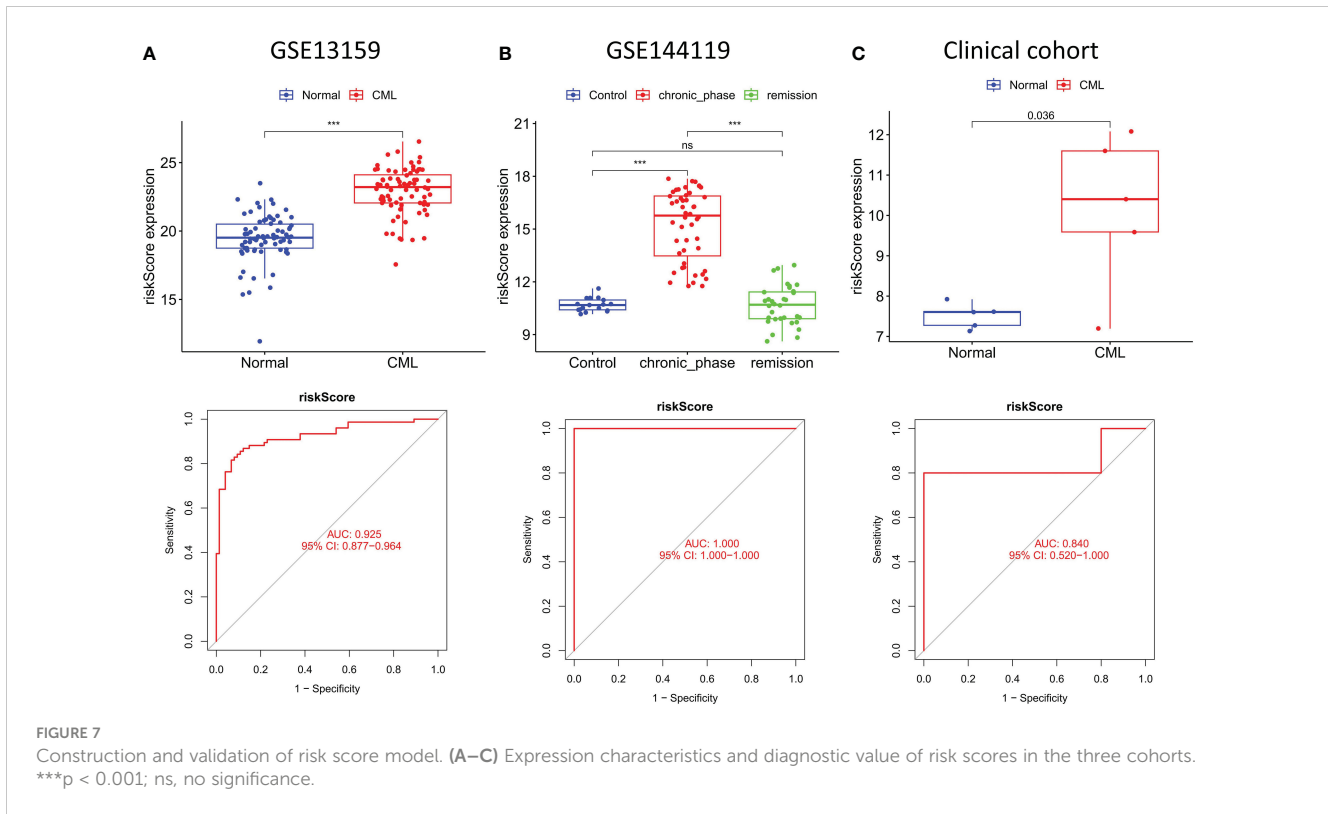 A
GSE13159
Normal CML
***
riskScore expression
25
20
15
Normal CML
riskScore
Sensitivity
1.0
0.8
0.6
0.4
0.2
0.0
AUC: 0.925
95% CI: 0.877–0.964
0.0 0.2 0.4 0.6 0.8 1.0
1 – Specificity
B
GSE144119
Control chronic_phase remission
***
ns
***
riskScore expression
21
18
15
12
9
Control chronic_phase remission
riskScore
Sensitivity
1.0
0.8
0.6
0.4
0.2
0.0
AUC: 1.000
95% CI: 1.000–1.000
0.0 0.2 0.4 0.6 0.8 1.0
1 – Specificity
C
Clinical cohort
Normal CML
0.036
riskScore expression
12
11
10
9
8
7
Normal CML
riskScore
Sensitivity
1.0
0.8
0.6
0.4
0.2
0.0
AUC: 0.840
95% CI: 0.520–1.000
0.0 0.2 0.4 0.6 0.8 1.0
1 – Specificity
FIGURE 7
Construction and validation of risk score model. (A–C) Expression characteristics and diagnostic value of risk scores in the three cohorts.
***p < 0.001; ns, no significance.